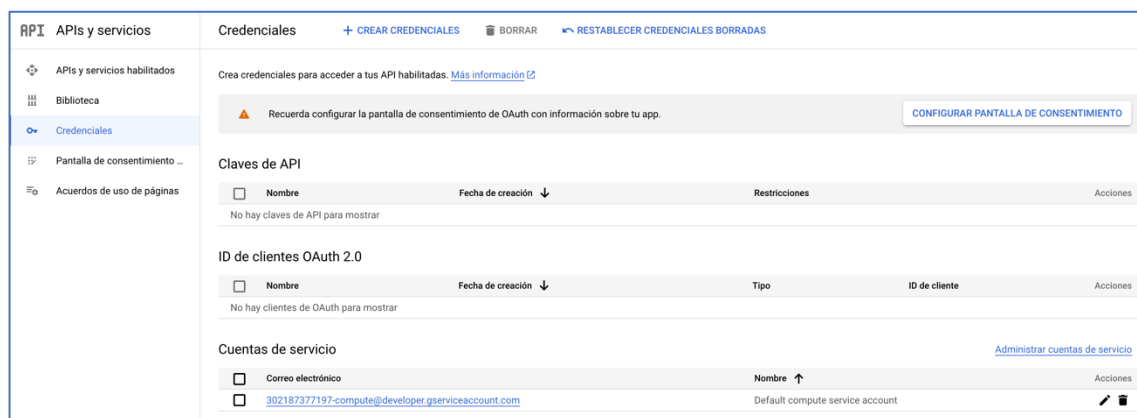 API APIs y servicios
Credenciales
+ CREAR CREDENCIALES
BORRAR
RESTABLECER CREDENCIALES BORRADAS
APIs y servicios habilitados
Biblioteca
Credenciales
Pantalla de consentimiento ...
Acuerdos de uso de páginas
Crea credenciales para acceder a tus API habilitadas. Más información
Recuerda configurar la pantalla de consentimiento de OAuth con información sobre tu app.
CONFIGURAR PANTALLA DE CONSENTIMIENTO
Claves de API
Nombre Fecha de creación Restricciones Acciones
No hay claves de API para mostrar
ID de clientes OAuth 2.0
Nombre Fecha de creación Tipo ID de cliente Acciones
No hay clientes de OAuth para mostrar
Cuentas de servicio
Administrar cuentas de servicio
Correo electrónico Nombre Acciones
302187377197-compute@developer.gserviceaccount.com Default compute service account